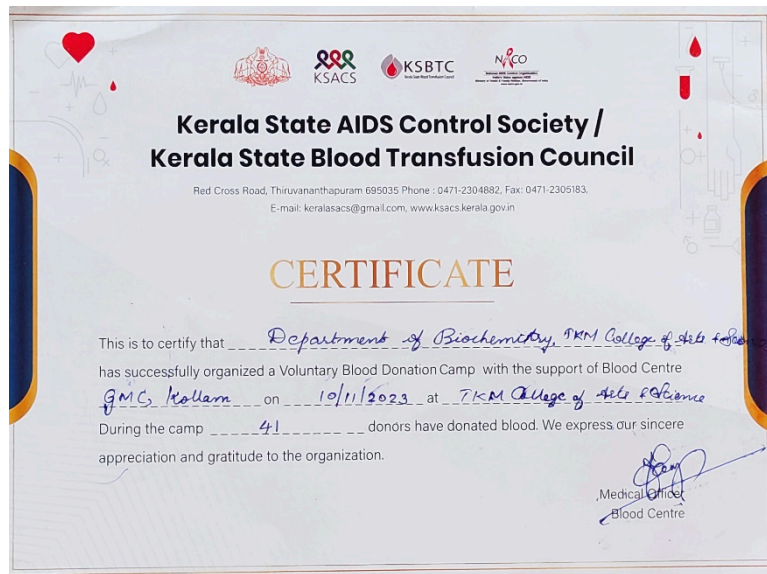 KSACS
KSBTC
NACO
Kerala State AIDS Control Society /
Kerala State Blood Transfusion Council
Red Cross Road, Thiruvananthapuram 695035 Phone : 0471-2304882, Fax: 0471-2305183,
E-mail: keralasacs@gmail.com, www.ksacs.kerala.gov.in
CERTIFICATE
This is to certify that Department of Biochemistry, TKM College of Arts &
has successfully organized a Voluntary Blood Donation Camp with the support of Blood Centre
GMC, Kollam on 10/11/2023 at TKM College of Arts & Science
During the camp 41 donors have donated blood. We express our sincere
appreciation and gratitude to the organization.
Medical Officer
Blood Centre